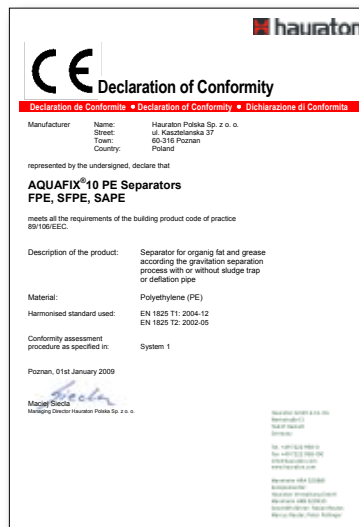 hauraton
CE Declaration of Conformity
Declaration de Conformite • Declaration of Conformity • Dichiarazione di Conformita
Manufacturer Name: Hauraton Polska Sp. z o. o.
Street: ul. Kasztelanska 37
Town: 60-316 Poznan
Country: Poland
represented by the undersigned, declare that
AQUAFIX®10 PE Separators
FPE, SFPE, SAPE
meets all the requirements of the building product code of practice
89/106/EEC.
Description of the product: Separator for organig fat and grease
according the gravitation separation
process with or without sludge trap
or deflation pipe
Material: Polyethylene (PE)
Harmonised standard used: EN 1825 T1: 2004-12
EN 1825 T2: 2002-05
Conformity assessment
procedure as specified in: System 1
Poznan, 01st January 2009
Maciej Siecla
Managing Director Hauraton Polska Sp. z o. o.